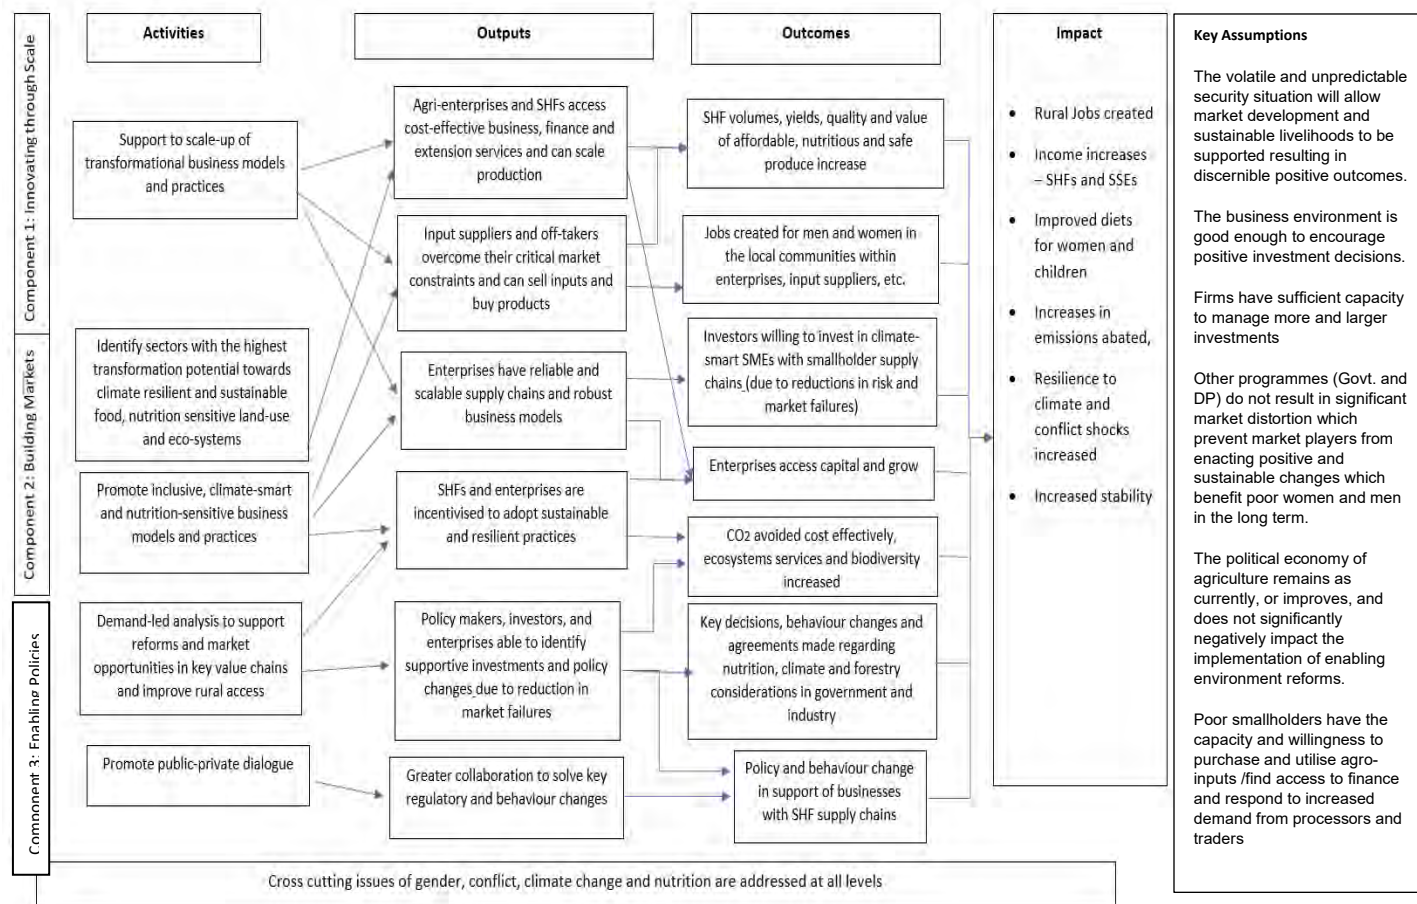 Component 1: Innovating through Scale
Component 2: Building Markets
Component 3: Enabling Policies
Activities
Support to scale-up of
transformational business models
and practices
Identify sectors with the highest
transformation potential towards
climate resilient and sustainable
food, nutrition sensitive land-use
and eco-systems
Promote inclusive, climate-smart
and nutrition-sensitive business
models and practices
Demand-led analysis to support
reforms and market
opportunities in key value chains
and improve rural access
Promote public-private dialogue
Outputs
Agri-enterprises and SHFs access
cost-effective business, finance and
extension services and can scale
production
Input suppliers and off-takers
overcome their critical market
constraints and can sell inputs and
buy products
Enterprises have reliable and
scalable supply chains and robust
business models
SHFs and enterprises are
incentivised to adopt sustainable
and resilient practices
Policy makers, investors, and
enterprises able to identify
supportive investments and policy
changes due to reduction in
market failures
Greater collaboration to solve key
regulatory and behaviour changes
Outcomes
SHF volumes, yields, quality and value
of affordable, nutritious and safe
produce increase
Jobs created for men and women in
the local communities within
enterprises, input suppliers, etc.
Investors willing to invest in climate-
smart SMEs with smallholder supply
chains (due to reductions in risk and
market failures)
Enterprises access capital and grow
CO2 avoided cost effectively,
ecosystems services and biodiversity
increased
Key decisions, behaviour changes and
agreements made regarding
nutrition, climate and forestry
considerations in government and
industry
Policy and behaviour change
in support of businesses
with SHF supply chains
Impact
• Rural Jobs created
• Income increases
– SHFs and SSEs
• Improved diets
for women and
children
• Increases in
emissions abated,
• Resilience to
climate and
conflict shocks
increased
• Increased stability
Key Assumptions
The volatile and unpredictable
security situation will allow
market development and
sustainable livelihoods to be
supported resulting in
discernible positive outcomes.
The business environment is
good enough to encourage
positive investment decisions.
Firms have sufficient capacity
to manage more and larger
investments
Other programmes (Govt. and
DP) do not result in significant
market distortion which
prevent market players from
enacting positive and
sustainable changes which
benefit poor women and men
in the long term.
The political economy of
agriculture remains as
currently, or improves, and
does not significantly
negatively impact the
implementation of enabling
environment reforms.
Poor smallholders have the
capacity and willingness to
purchase and utilise agro-
inputs /find access to finance
and respond to increased
demand from processors and
traders
Cross cutting issues of gender, conflict, climate change and nutrition are addressed at all levels